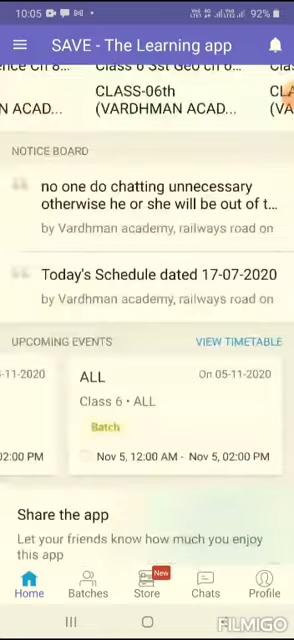 10:05
92%
SAVE - The Learning app
Class 6 Sst Geo ch 6...
ACAD...
CLASS-06th
(VARDHMAN ACAD...
CLA
(VA
NOTICE BOARD
no one do chatting unnecessary
otherwise he or she will be out of t...
by Vardhman academy, railways road on
Today's Schedule dated 17-07-2020
by Vardhman academy, railways road on
UPCOMING EVENTS
VIEW TIMETABLE
-11-2020
ALL
On 05-11-2020
Class 6 • ALL
Batch
02:00 PM
Nov 5, 12:00 AM - Nov 5, 02:00 PM
Share the app
Let your friends know how much you enjoy
this app
New
Home
Batches
Store
Chats
Profile
FILMIGO